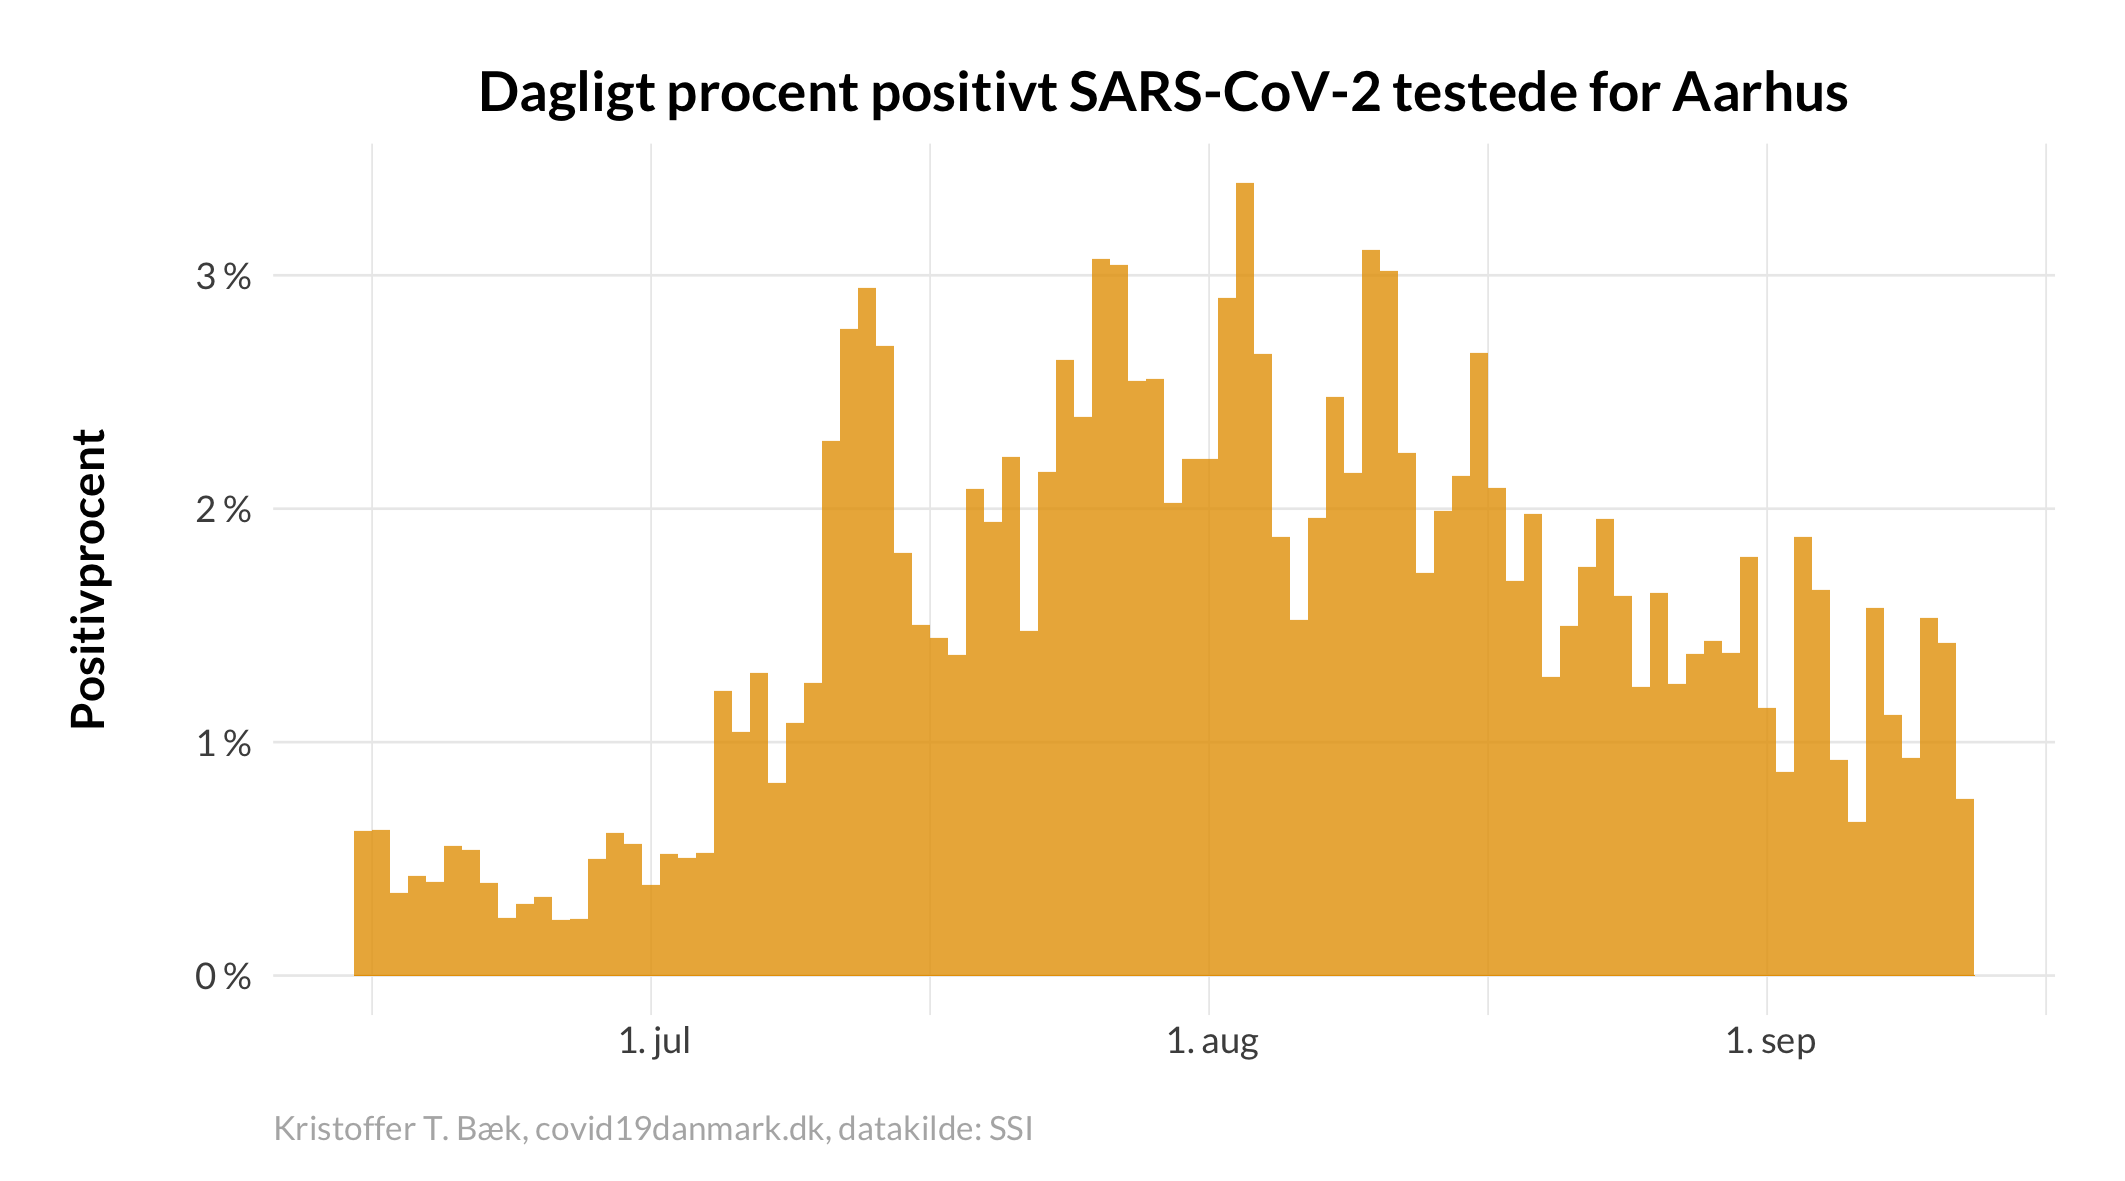 Dagligt procent positivt SARS-CoV-2 testede for Aarhus
Positivprocent
3 %
2 %
1 %
0 %
1. jul
1. aug
1. sep
Kristoffer T. Bæk, covid19danmark.dk, datakilde: SSI